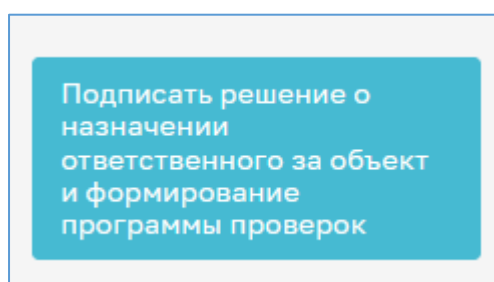 Подписать решение о
назначении
ответственного за объект
и формирование
программы проверок